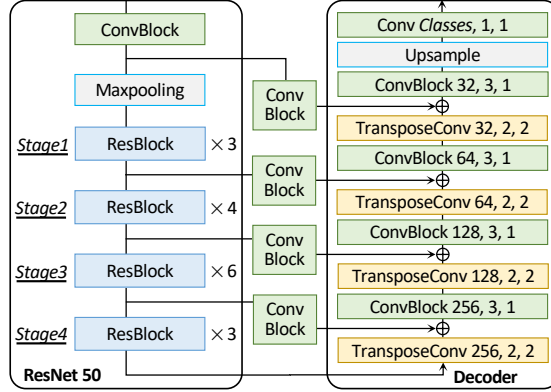 ConvBlock
Maxpooling
Stage1
ResBlock
× 3
Stage2
ResBlock
× 4
Stage3
ResBlock
× 6
Stage4
ResBlock
× 3
ResNet 50
Conv
Block
Conv
Block
Conv
Block
Conv
Block
Conv Classes, 1, 1
Upsample
ConvBlock 32, 3, 1
TransposeConv 32, 2, 2
ConvBlock 64, 3, 1
TransposeConv 64, 2, 2
ConvBlock 128, 3, 1
TransposeConv 128, 2, 2
ConvBlock 256, 3, 1
TransposeConv 256, 2, 2
Decoder